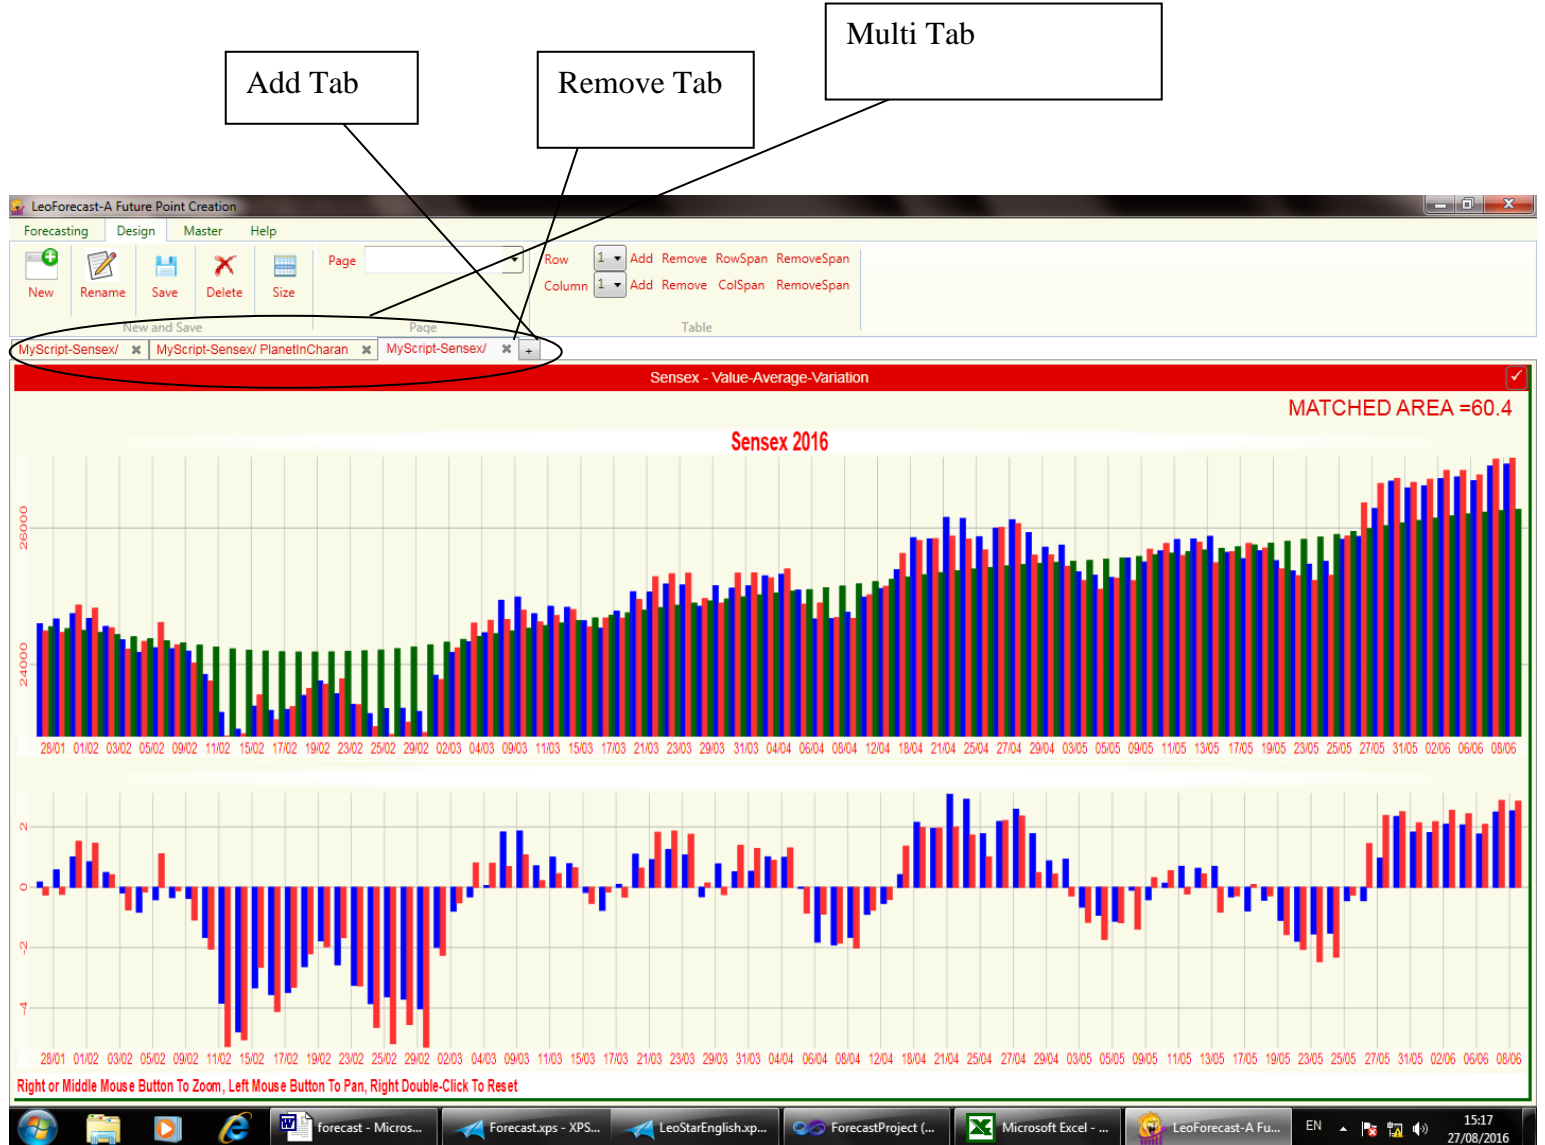 Multi Tab
Add Tab
Remove Tab
LeoForecast-A Future Point Creation
Forecasting Design Master Help
Page
Row 1 Add Remove RowSpan RemoveSpan
Column 1 Add Remove ColSpan RemoveSpan
New Rename Save Delete Size
New and Save Page Table
MyScript-Sensex/ MyScript-Sensex/ PlanetInCharan MyScript-Sensex/ +
Sensex - Value-Average-Variation
MATCHED AREA =60.4
Sensex 2016
26000
24000
28/01 01/02 03/02 05/02 09/02 11/02 15/02 17/02 19/02 23/02 25/02 29/02 02/03 04/03 09/03 11/03 15/03 17/03 21/03 23/03 29/03 31/03 04/04 06/04 08/04 12/04 18/04 21/04 25/04 27/04 29/04 03/05 05/05 09/05 11/05 13/05 17/05 19/05 23/05 25/05 27/05 31/05 02/06 06/06 08/06
2
0
-2
-4
28/01 01/02 03/02 05/02 09/02 11/02 15/02 17/02 19/02 23/02 25/02 29/02 02/03 04/03 09/03 11/03 15/03 17/03 21/03 23/03 29/03 31/03 04/04 06/04 08/04 12/04 18/04 21/04 25/04 27/04 29/04 03/05 05/05 09/05 11/05 13/05 17/05 19/05 23/05 25/05 27/05 31/05 02/06 06/06 08/06
Right or Middle Mouse Button To Zoom, Left Mouse Button To Pan, Right Double-Click To Reset
forecast - Micros... Forecast.xps - XPS... LeoStarEnglish.xp... ForecastProject (... Microsoft Excel - ... LeoForecast-A Fu... EN 15:17
27/08/2016